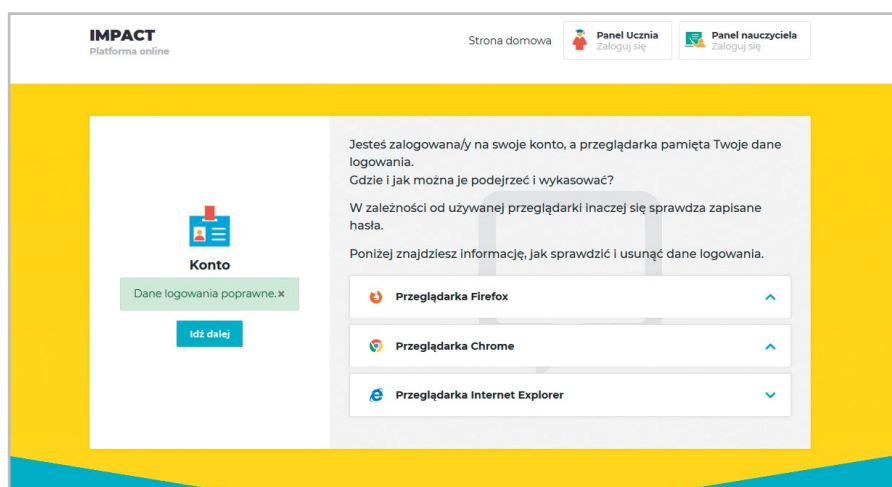 IMPACT
Platforma online
Strona domowa
Panel Ucznia
Zaloguj się
Panel nauczyciela
Zaloguj się
Konto
Dane logowania poprawne.×
Idź dalej
Jesteś zalogowana/y na swoje konto, a przeglądarka pamięta Twoje dane
logowania.
Gdzie i jak można je podejrzeć i wykasować?
W zależności od używanej przeglądarki inaczej się sprawdza zapisane
hasła.
Poniżej znajdziesz informację, jak sprawdzić i usunąć dane logowania.
Przeglądarka Firefox
Przeglądarka Chrome
Przeglądarka Internet Explorer